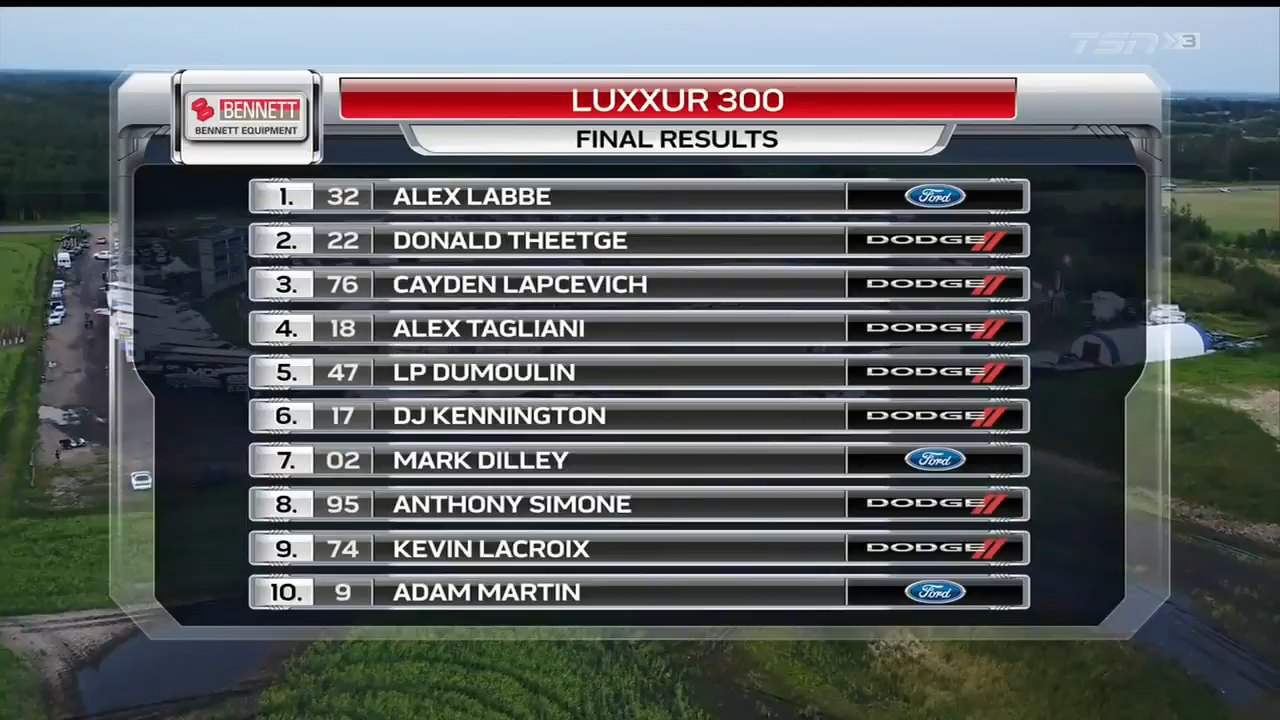 TSN 3
BENNETT
BENNETT EQUIPMENT
LUXXUR 300
FINAL RESULTS
1. 32 ALEX LABBE Ford
2. 22 DONALD THEETGE DODGE
3. 76 CAYDEN LAPCEVICH DODGE
4. 18 ALEX TAGLIANI DODGE
5. 47 LP DUMOULIN DODGE
6. 17 DJ KENNINGTON DODGE
7. 02 MARK DILLEY Ford
8. 95 ANTHONY SIMONE DODGE
9. 74 KEVIN LACROIX DODGE
10. 9 ADAM MARTIN Ford